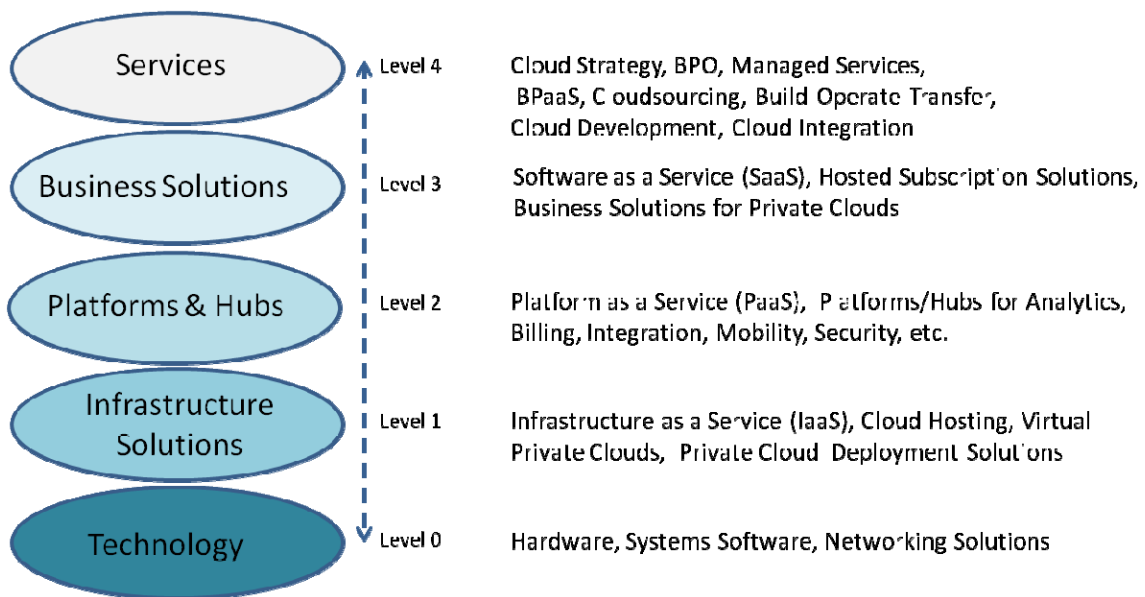 Services
Level 4
Cloud Strategy, BPO, Managed Services,
BPaaS, Cloudsourcing, Build Operate Transfer,
Cloud Development, Cloud Integration
Business Solutions
Level 3
Software as a Service (SaaS), Hosted Subscription Solutions,
Business Solutions for Private Clouds
Platforms & Hubs
Level 2
Platform as a Service (PaaS), Platforms/Hubs for Analytics,
Billing, Integration, Mobility, Security, etc.
Infrastructure
Solutions
Level 1
Infrastructure as a Service (IaaS), Cloud Hosting, Virtual
Private Clouds, Private Cloud Deployment Solutions
Technology
Level 0
Hardware, Systems Software, Networking Solutions